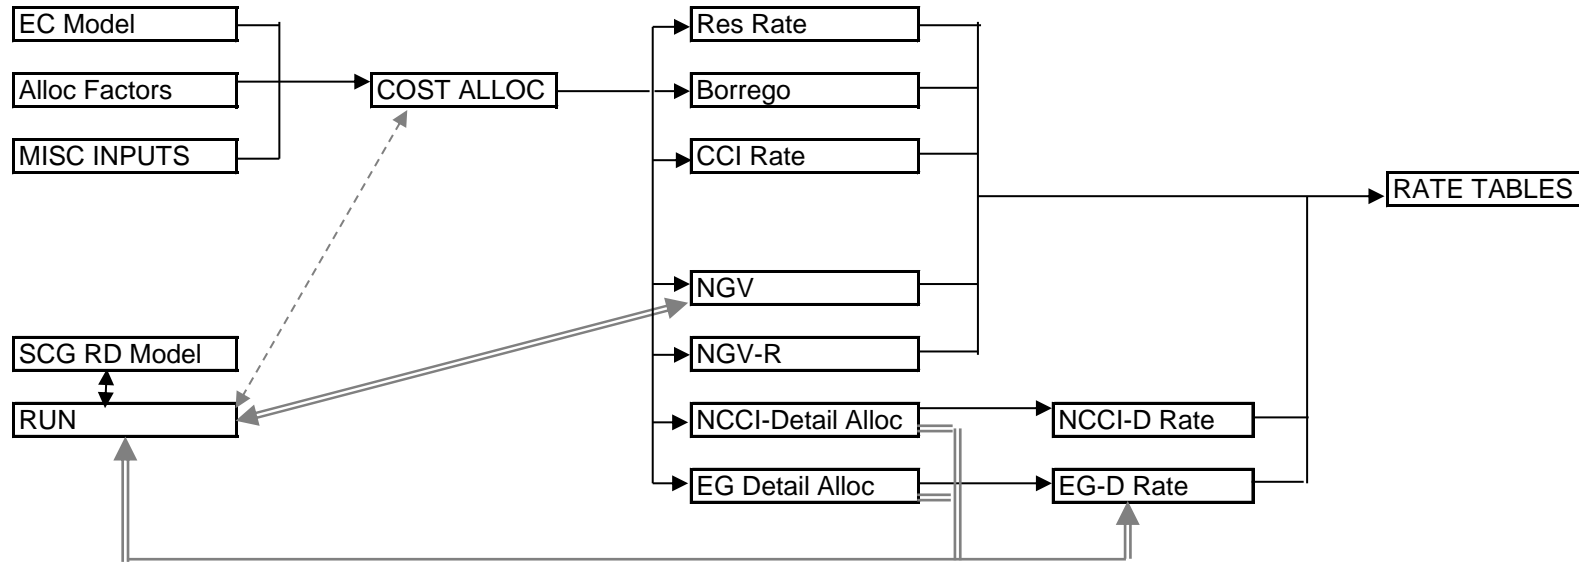 EC Model
Alloc Factors
MISC INPUTS
COST ALLOC
SCG RD Model
RUN
Res Rate
Borrego
CCI Rate
NGV
NGV-R
NCCI-Detail Alloc
EG Detail Alloc
NCCI-D Rate
EG-D Rate
RATE TABLES